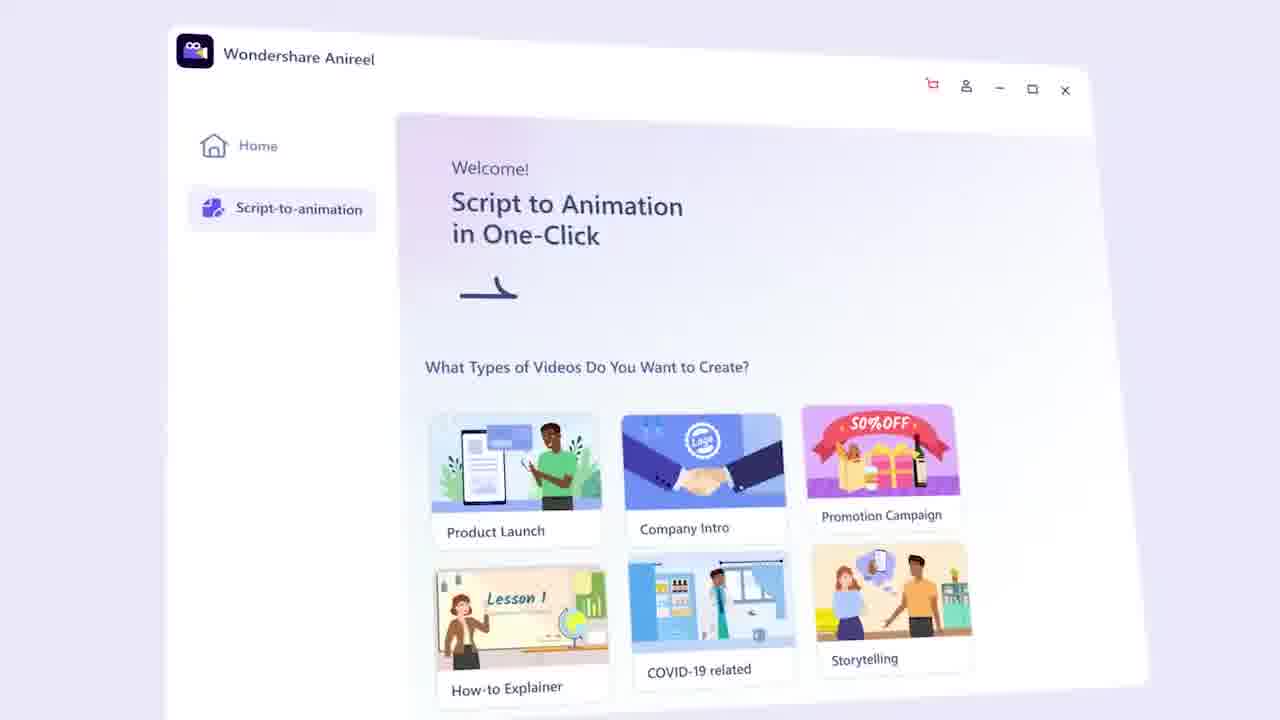 Wondershare Anireel
Home
Script-to-animation
Welcome!
Script to Animation
in One-Click
What Types of Videos Do You Want to Create?
Logo
50%OFF
Product Launch
Company Intro
Promotion Campaign
Lesson 1
How-to Explainer
COVID-19 related
Storytelling